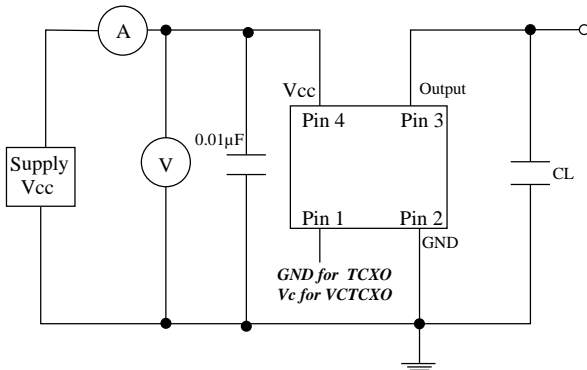 A
Vcc
Output
Pin 4
Pin 3
0.01µF
Supply
Vcc
V
CL
Pin 1
Pin 2
GND
GND for TCXO
Vc for VCTCXO